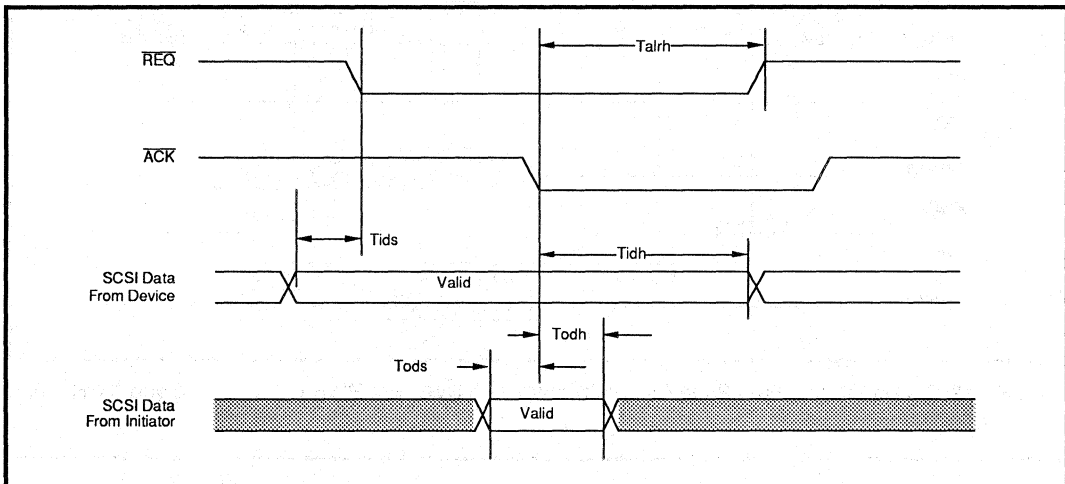 Talrh
REQ
ACK
Tids
Tidh
SCSI Data
From Device
Valid
Todh
Tods
SCSI Data
From Initiator
Valid